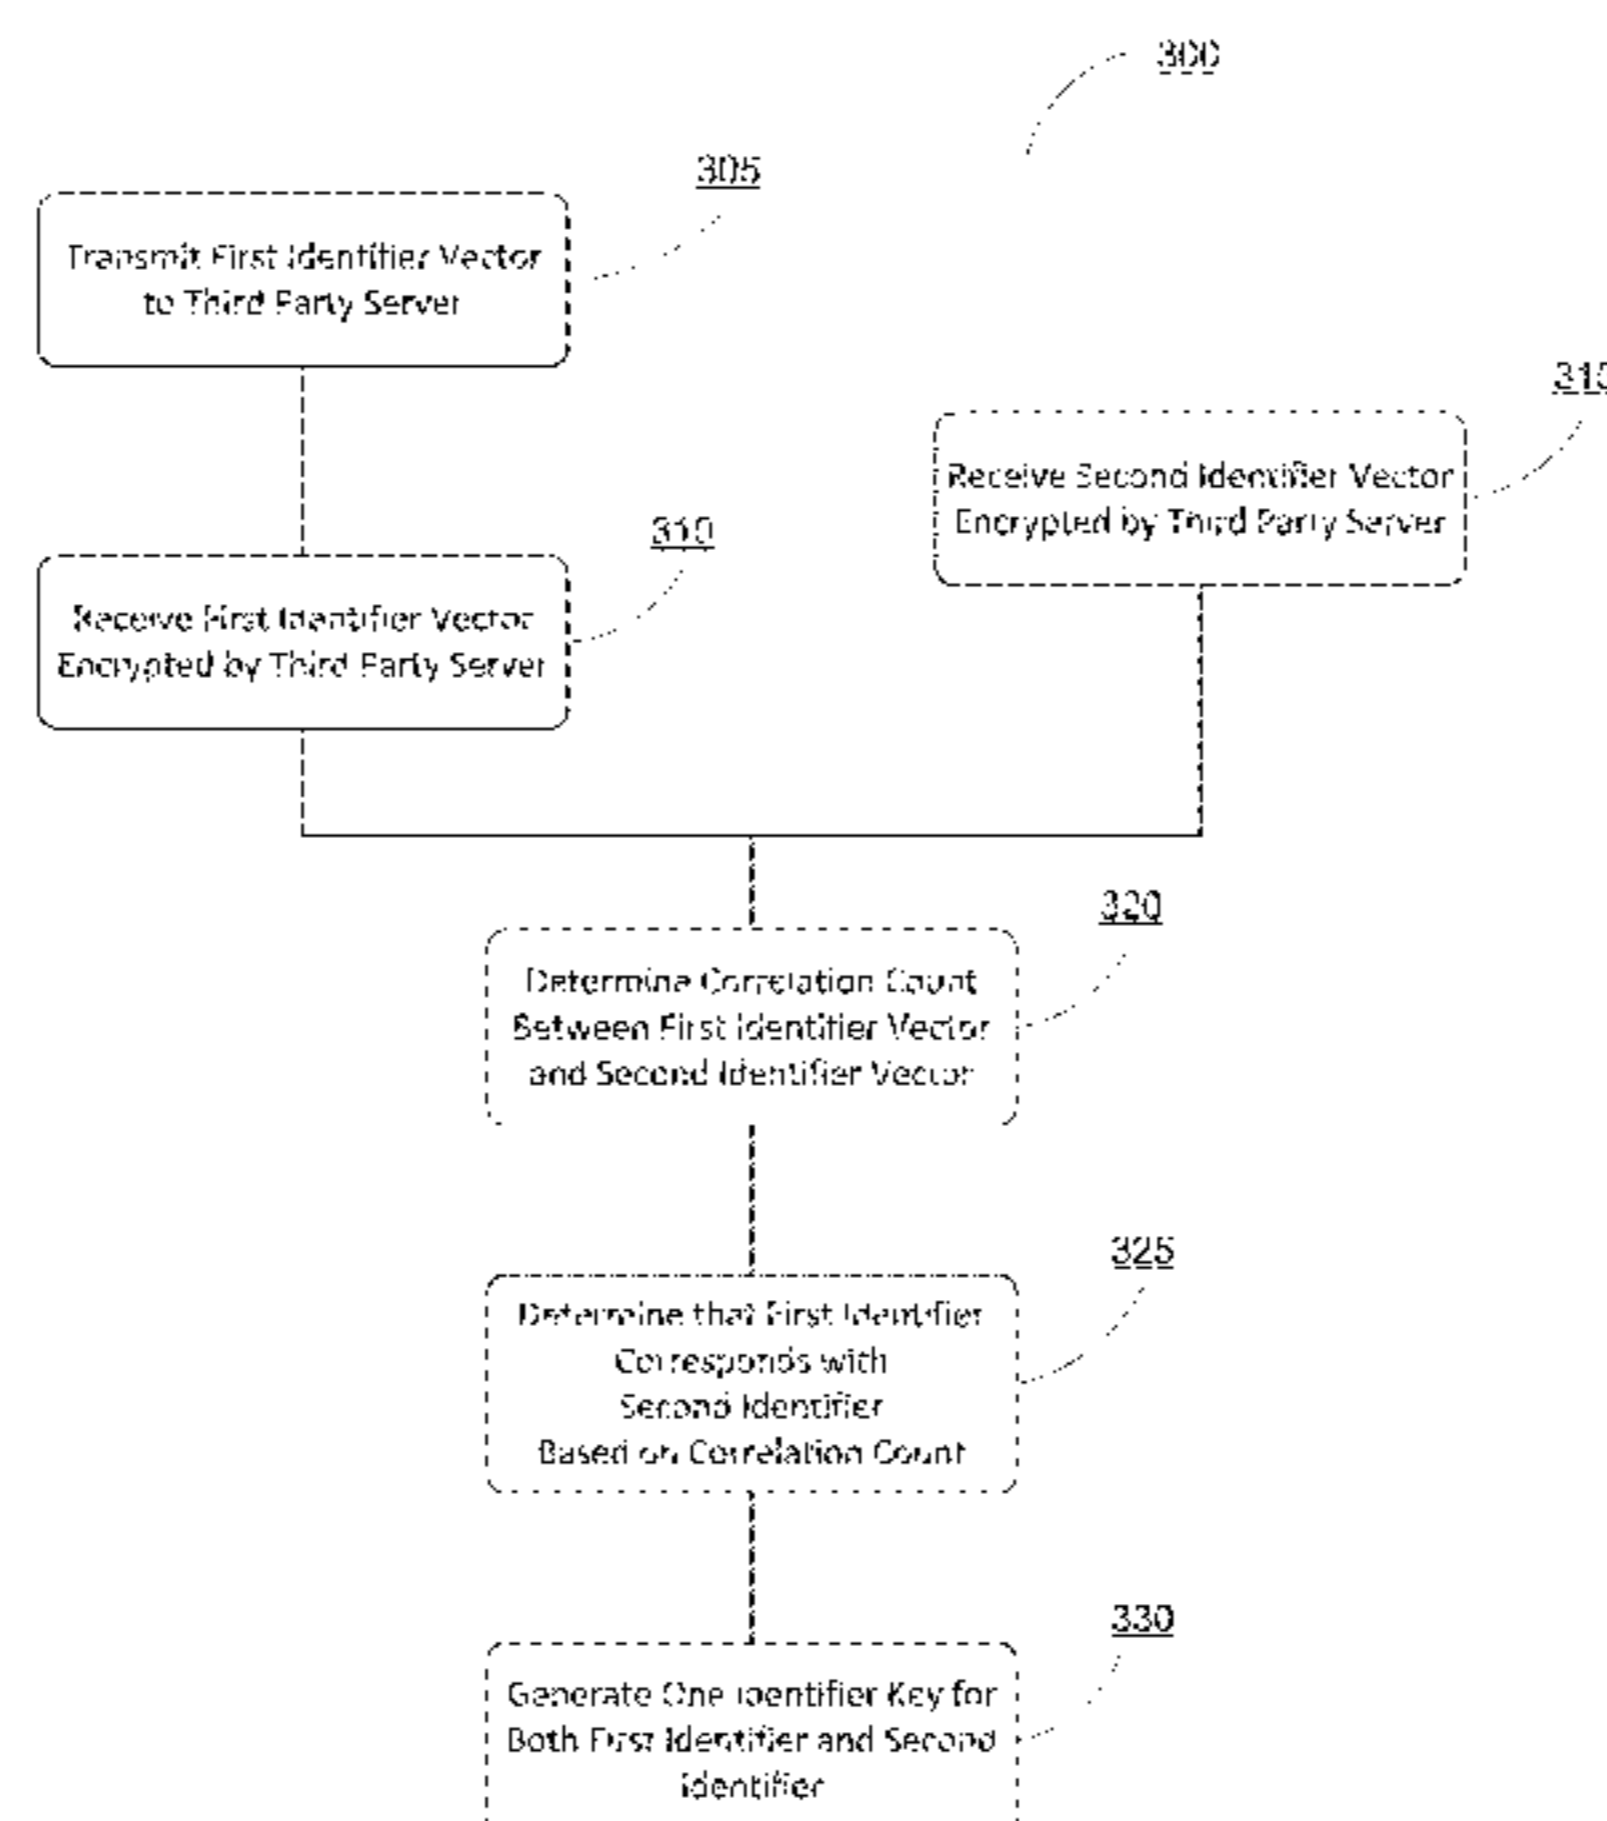 300
305
Transmit First Identifier Vector
to Third Party Server
310
Receive First Identifier Vector
Encrypted by Third Party Server
315
Receive Second Identifier Vector
Encrypted by Third Party Server
320
Determine Correlation Count
Between First Identifier Vector
and Second Identifier Vector
325
Determine that First Identifier
Corresponds with
Second Identifier
Based on Correlation Count
330
Generate One Identifier Key for
Both First Identifier and Second
Identifier